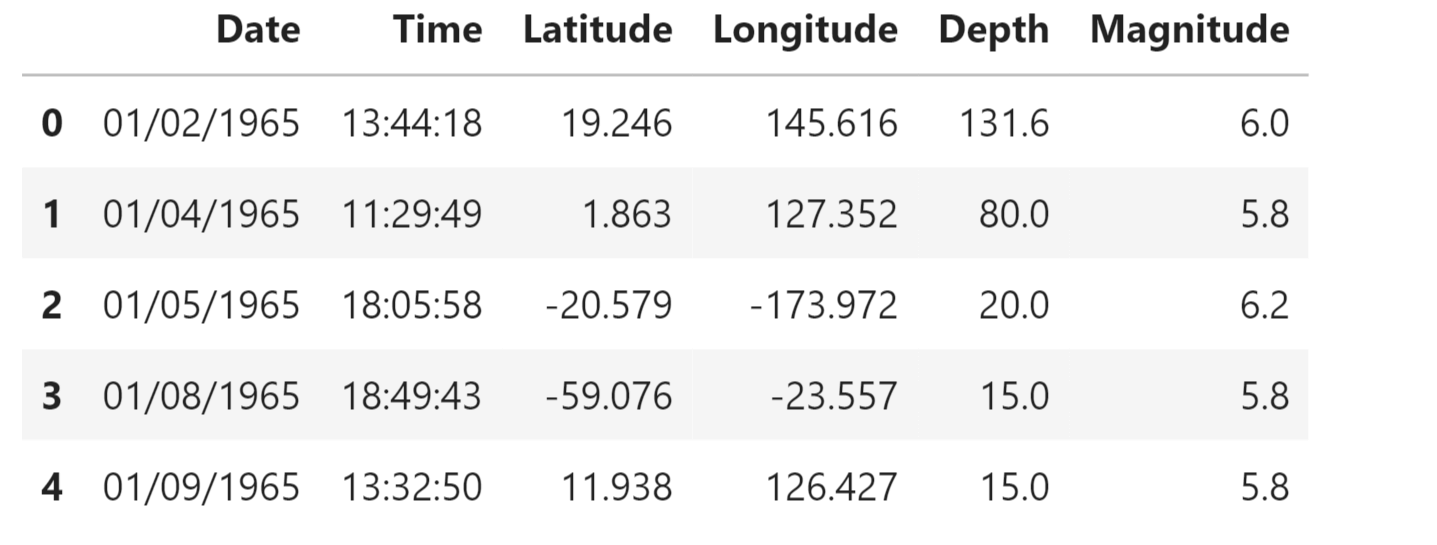 Date Time Latitude Longitude Depth Magnitude
0 01/02/1965 13:44:18 19.246 145.616 131.6 6.0
1 01/04/1965 11:29:49 1.863 127.352 80.0 5.8
2 01/05/1965 18:05:58 -20.579 -173.972 20.0 6.2
3 01/08/1965 18:49:43 -59.076 -23.557 15.0 5.8
4 01/09/1965 13:32:50 11.938 126.427 15.0 5.8